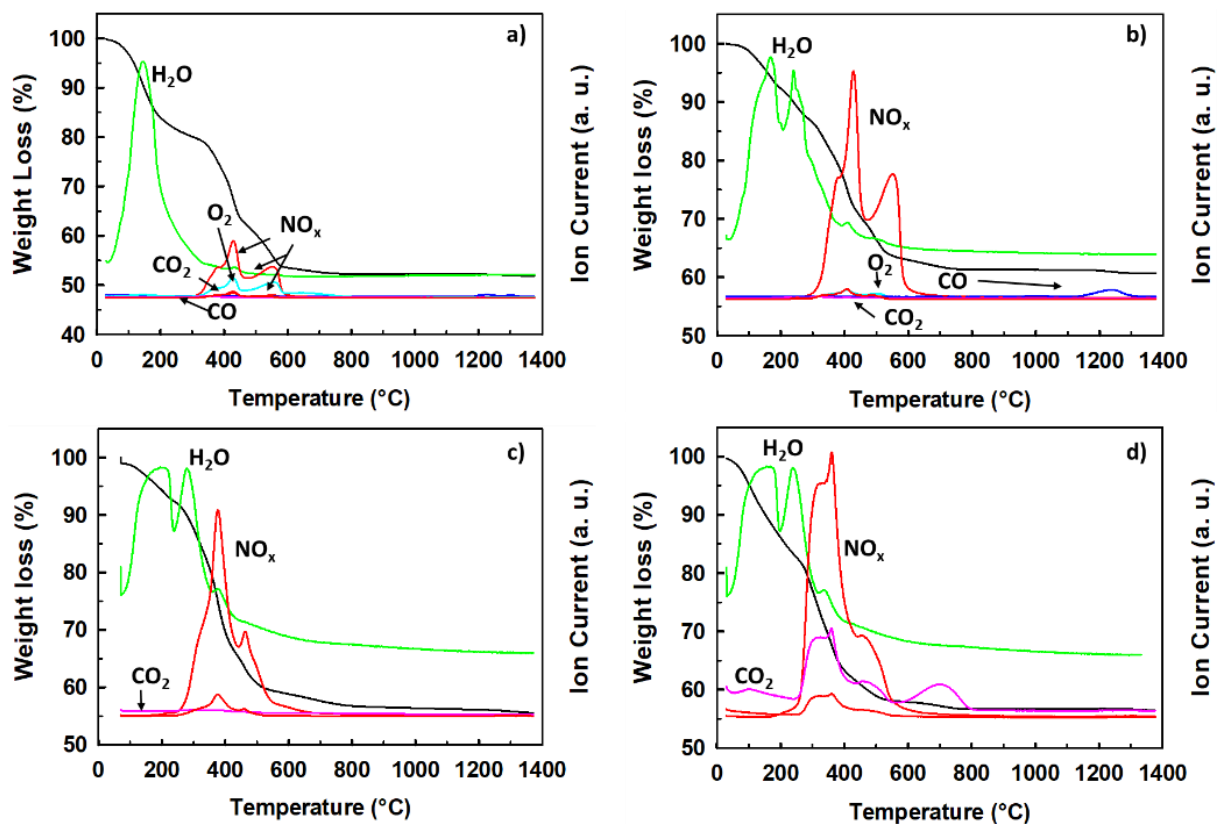 a)
100
90
80
70
60
50
40
0 200 400 600 800 1000 1200 1400
Weight Loss (%)
Temperature (°C)
Ion Current (a. u.)
H2O
O2
NOx
CO2
CO
b)
100
90
80
70
60
50
0 200 400 600 800 1000 1200 1400
Weight loss (%)
Temperature (°C)
Ion Current (a. u.)
H2O
NOx
O2
CO
CO2
c)
100
90
80
70
60
50
0 200 400 600 800 1000 1200 1400
Weight loss (%)
Temperature (°C)
Ion Current (a. u.)
H2O
NOx
CO2
d)
100
90
80
70
60
50
0 200 400 600 800 1000 1200 1400
Weight loss (%)
Temperature (°C)
Ion Current (a. u.)
H2O
NOx
CO2